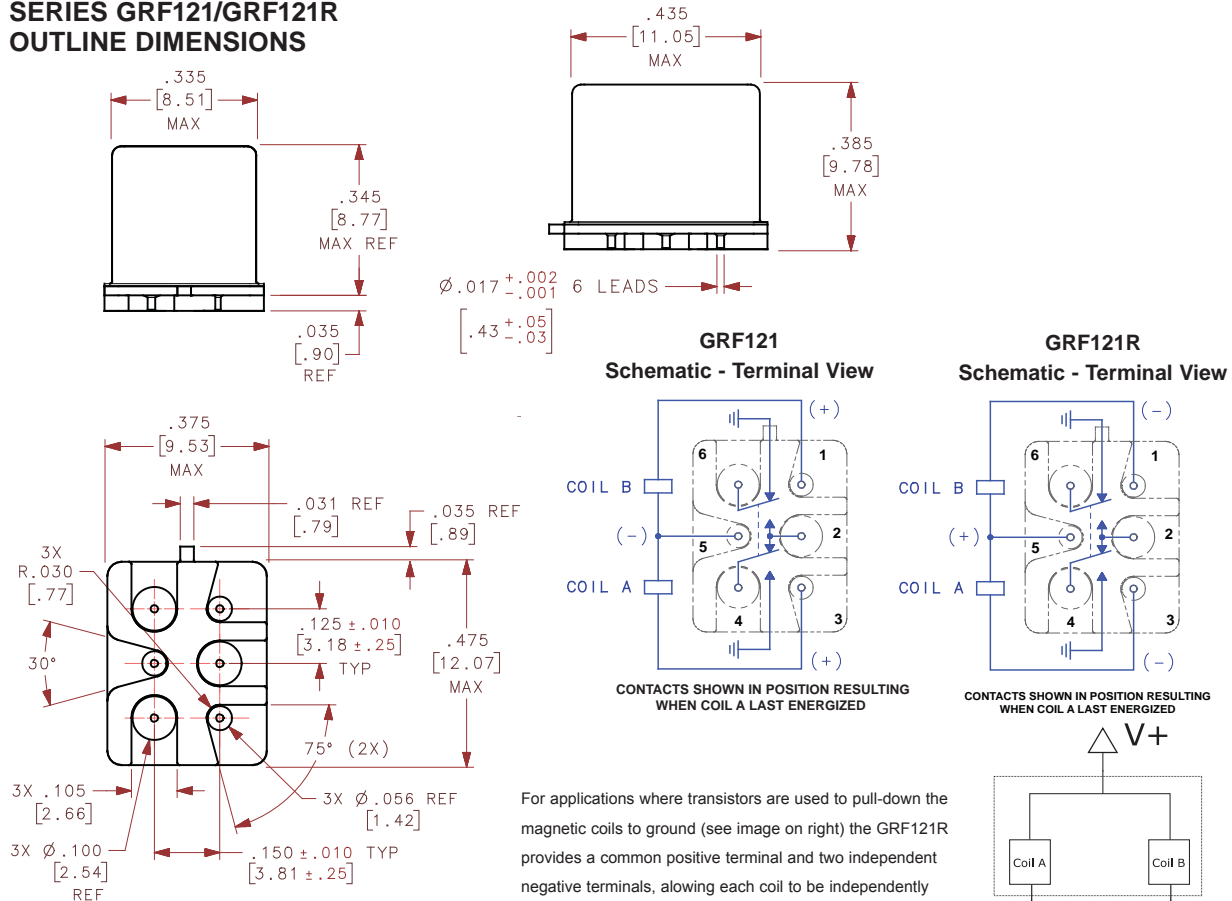 SERIES GRF121/GRF121R
OUTLINE DIMENSIONS
.335
[8.51]
MAX
.345
[8.77]
MAX REF
.035
[.90]
REF
.435
[11.05]
MAX
.385
[9.78]
MAX
Ø.017 +.002 -.001 6 LEADS
[.43 +.05 -.03]
.375
[9.53]
MAX
.031 REF
[.79]
.035 REF
[.89]
3X
R.030
[.77]
30°
.125 ±.010
[3.18 ±.25]
TYP
.475
[12.07]
MAX
75° (2X)
3X .105
[2.66]
3X Ø.056 REF
[1.42]
3X Ø.100
[2.54]
REF
.150 ±.010 TYP
[3.81 ±.25]
GRF121
Schematic - Terminal View
(+)
6
1
COIL B
(-)
5
2
COIL A
4
3
(+)
CONTACTS SHOWN IN POSITION RESULTING
WHEN COIL A LAST ENERGIZED
GRF121R
Schematic - Terminal View
(-)
6
1
COIL B
(+)
5
2
COIL A
4
3
(-)
CONTACTS SHOWN IN POSITION RESULTING
WHEN COIL A LAST ENERGIZED
For applications where transistors are used to pull-down the
magnetic coils to ground (see image on right) the GRF121R
provides a common positive terminal and two independent
negative terminals, alowing each coil to be independently
V+
Coil A
Coil B